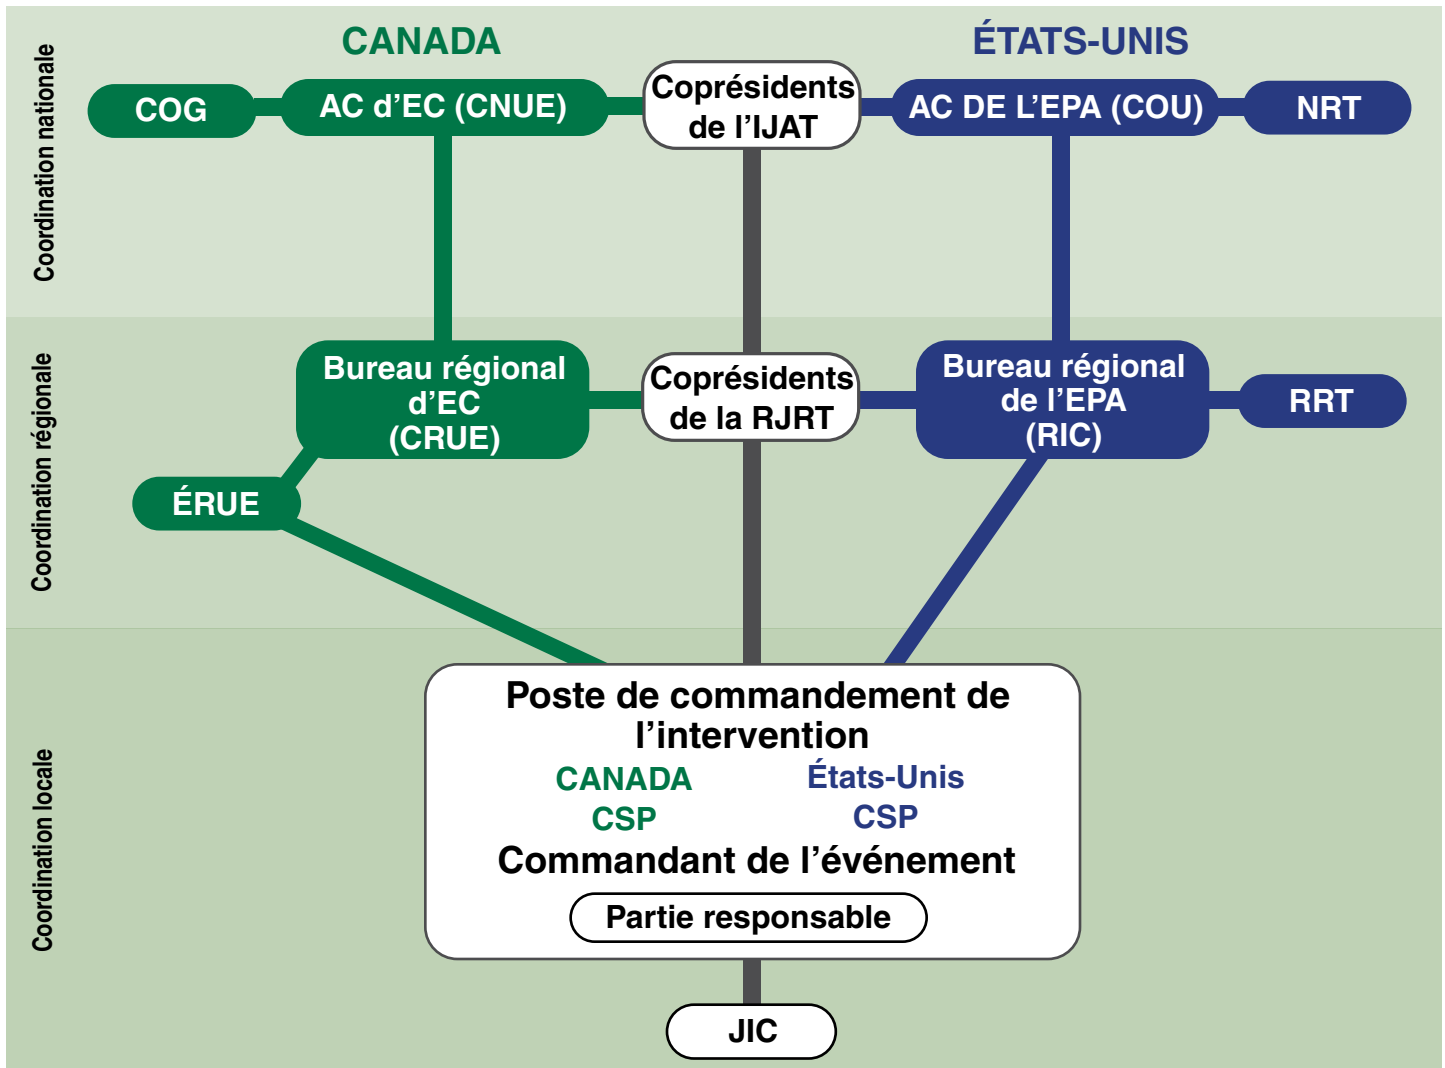 CANADA
ÉTATS-UNIS
Coordination nationale
COG
AC d’EC (CNUE)
Coprésidents
de l’IJAT
AC DE L’EPA (COU)
NRT
Coordination régionale
Bureau régional
d’EC
(CRUE)
Coprésidents
de la RJRT
Bureau régional
de l’EPA
(RIC)
RRT
ÉRUE
Coordination locale
Poste de commandement de
l’intervention
CANADA
CSP
États-Unis
CSP
Commandant de l’événement
Partie responsable
JIC